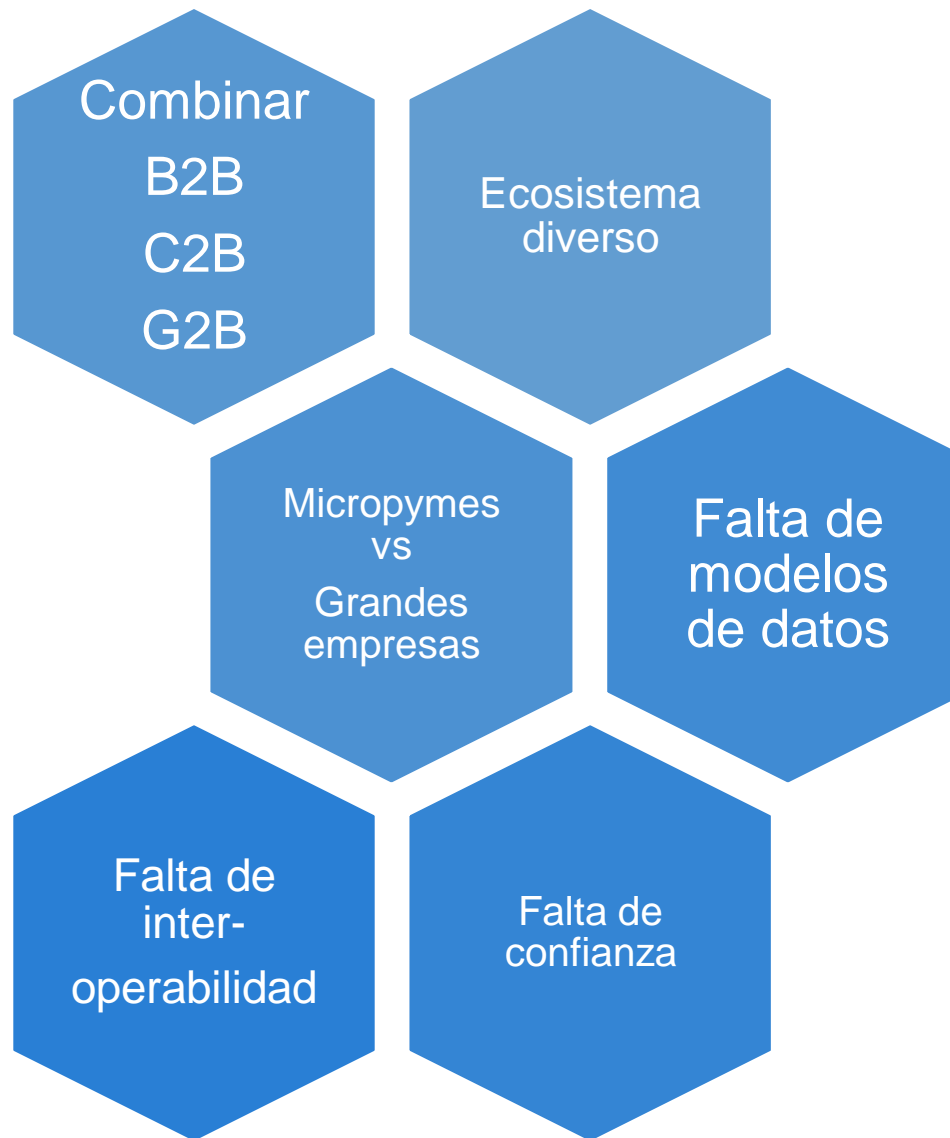 Combinar
B2B
C2B
G2B
Ecosistema
diverso
Micropymes
vs
Grandes
empresas
Falta de
modelos
de datos
Falta de
inter-
operabilidad
Falta de
confianza